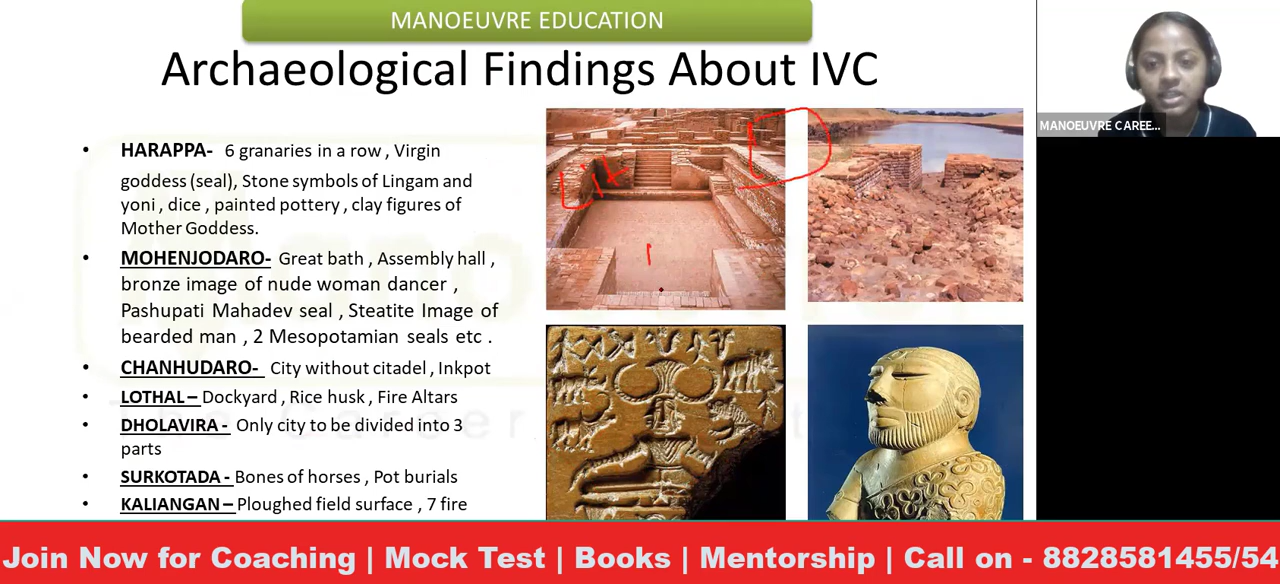 MANOEUVRE EDUCATION
Archaeological Findings About IVC
MANOEUVRE CAREE...
• HARAPPA- 6 granaries in a row , Virgin
goddess (seal), Stone symbols of Lingam and
yoni , dice , painted pottery , clay figures of
Mother Goddess.
• MOHENJODARO- Great bath , Assembly hall ,
bronze image of nude woman dancer ,
Pashupati Mahadev seal , Steatite Image of
bearded man , 2 Mesopotamian seals etc .
• CHANHUDARO- City without citadel , Inkpot
• LOTHAL – Dockyard , Rice husk , Fire Altars
• DHOLAVIRA - Only city to be divided into 3
parts
• SURKOTADA - Bones of horses , Pot burials
• KALIANGAN – Ploughed field surface , 7 fire
Join Now for Coaching | Mock Test | Books | Mentorship | Call on - 8828581455/54